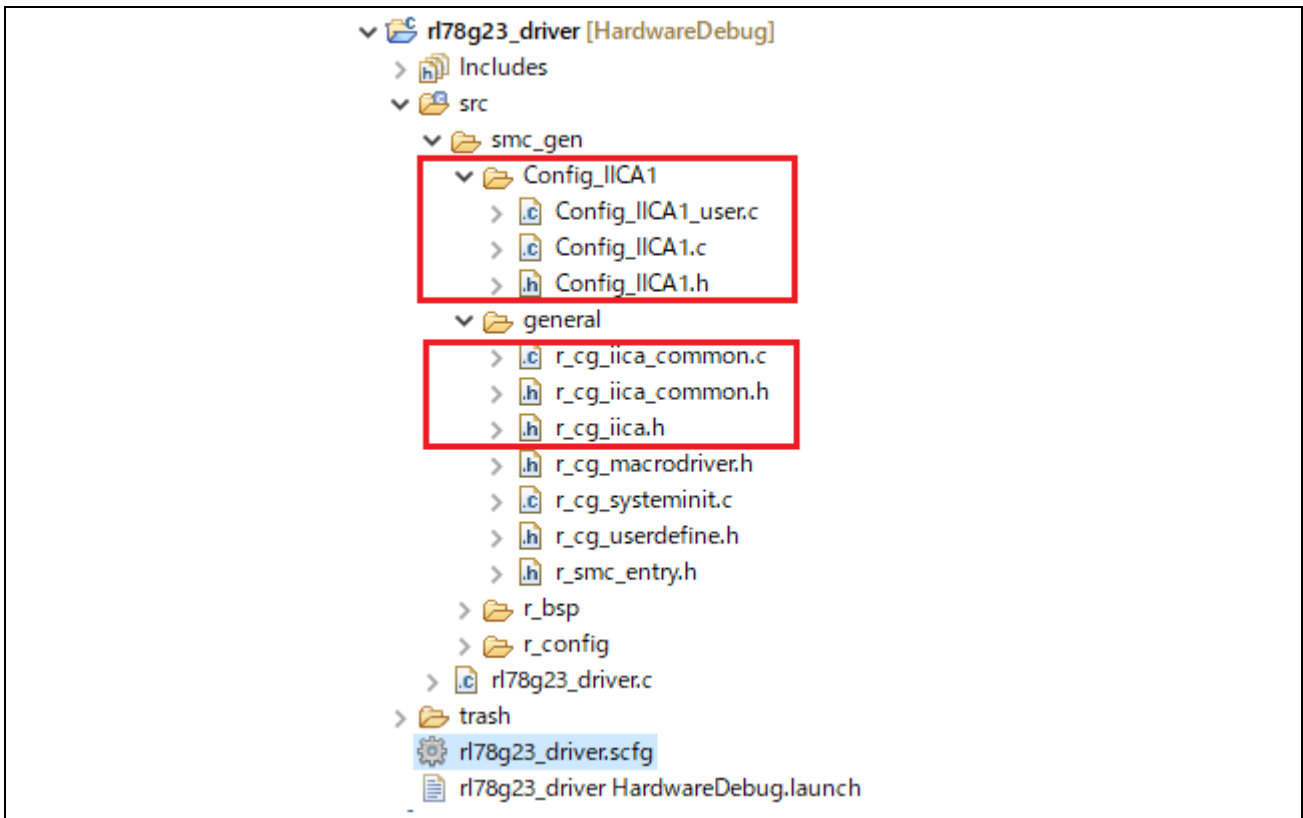 rl78g23_driver [HardwareDebug]
Includes
src
smc_gen
Config_IICA1
Config_IICA1_user.c
Config_IICA1.c
Config_IICA1.h
general
r_cg_iica_common.c
r_cg_iica_common.h
r_cg_iica.h
r_cg_macrodriver.h
r_cg_systeminit.c
r_cg_userdefine.h
r_smc_entry.h
r_bsp
r_config
rl78g23_driver.c
trash
rl78g23_driver.scfg
rl78g23_driver HardwareDebug.launch